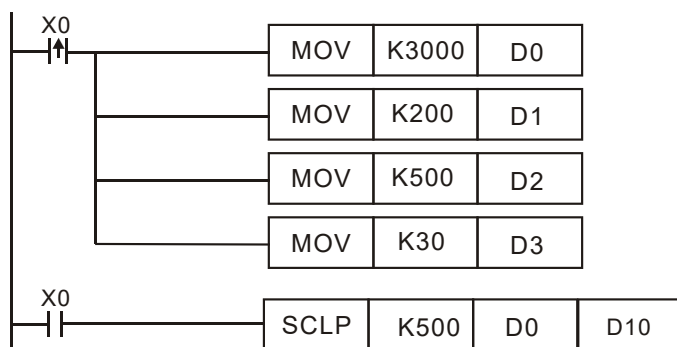 X0
MOV K3000 D0
MOV K200 D1
MOV K500 D2
MOV K30 D3
X0
SCLP K500 D0 D10